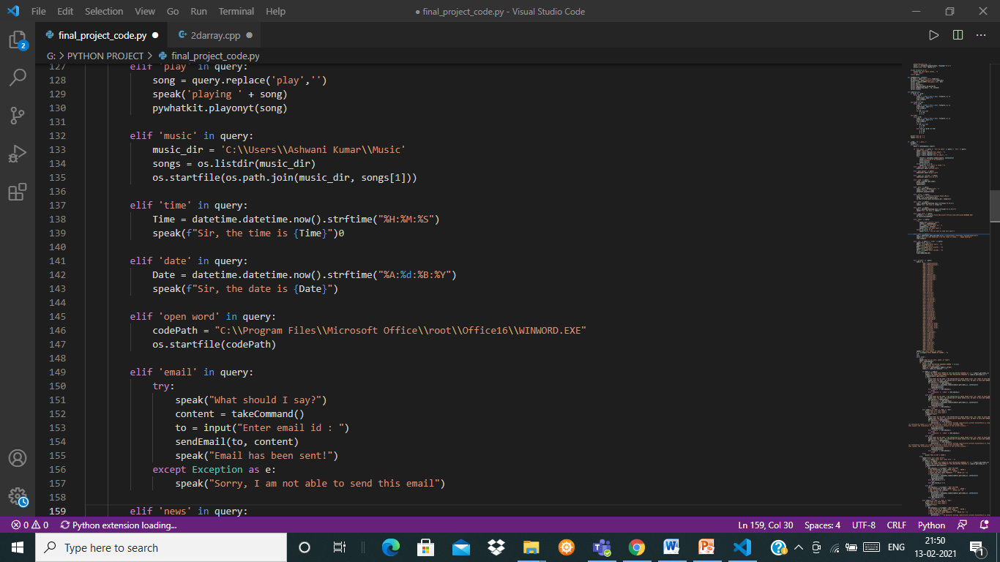 File Edit Selection View Go Run Terminal Help
● final_project_code.py - Visual Studio Code
final_project_code.py ●
2darray.cpp ●
G: > PYTHON PROJECT > final_project_code.py
127 elif 'play' in query:
128 song = query.replace('play','')
129 speak('playing ' + song)
130 pywhatkit.playonyt(song)
131
132 elif 'music' in query:
133 music_dir = 'C:\\Users\\Ashwani Kumar\\Music'
134 songs = os.listdir(music_dir)
135 os.startfile(os.path.join(music_dir, songs[1]))
136
137 elif 'time' in query:
138 Time = datetime.datetime.now().strftime("%H:%M:%S")
139 speak(f"Sir, the time is {Time}")0
140
141 elif 'date' in query:
142 Date = datetime.datetime.now().strftime("%A:%d:%B:%Y")
143 speak(f"Sir, the date is {Date}")
144
145 elif 'open word' in query:
146 codePath = "C:\\Program Files\\Microsoft Office\\root\\Office16\\WINWORD.EXE"
147 os.startfile(codePath)
148
149 elif 'email' in query:
150 try:
151 speak("What should I say?")
152 content = takeCommand()
153 to = input("Enter email id : ")
154 sendEmail(to, content)
155 speak("Email has been sent!")
156 except Exception as e:
157 speak("Sorry, I am not able to send this email")
158
159 elif 'news' in query:
2
0 0 Python extension loading...
Ln 159, Col 30 Spaces: 4 UTF-8 CRLF Python
Type here to search
ENG
21:50
13-02-2021
1